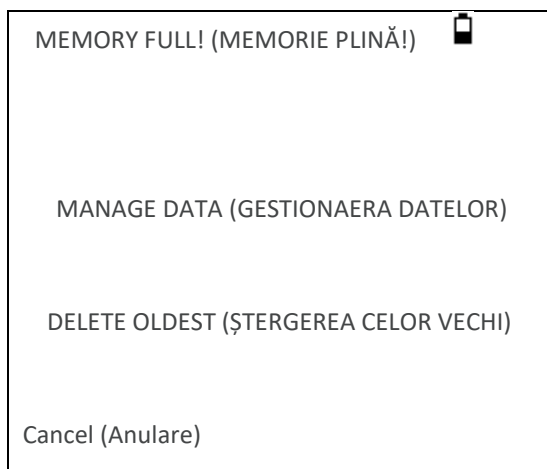 MEMORY FULL! (MEMORIE PLINĂ!)
MANAGE DATA (GESTIONAERA DATELOR)
DELETE OLDEST (ȘTERGEREA CELOR VECHI)
Cancel (Anulare)